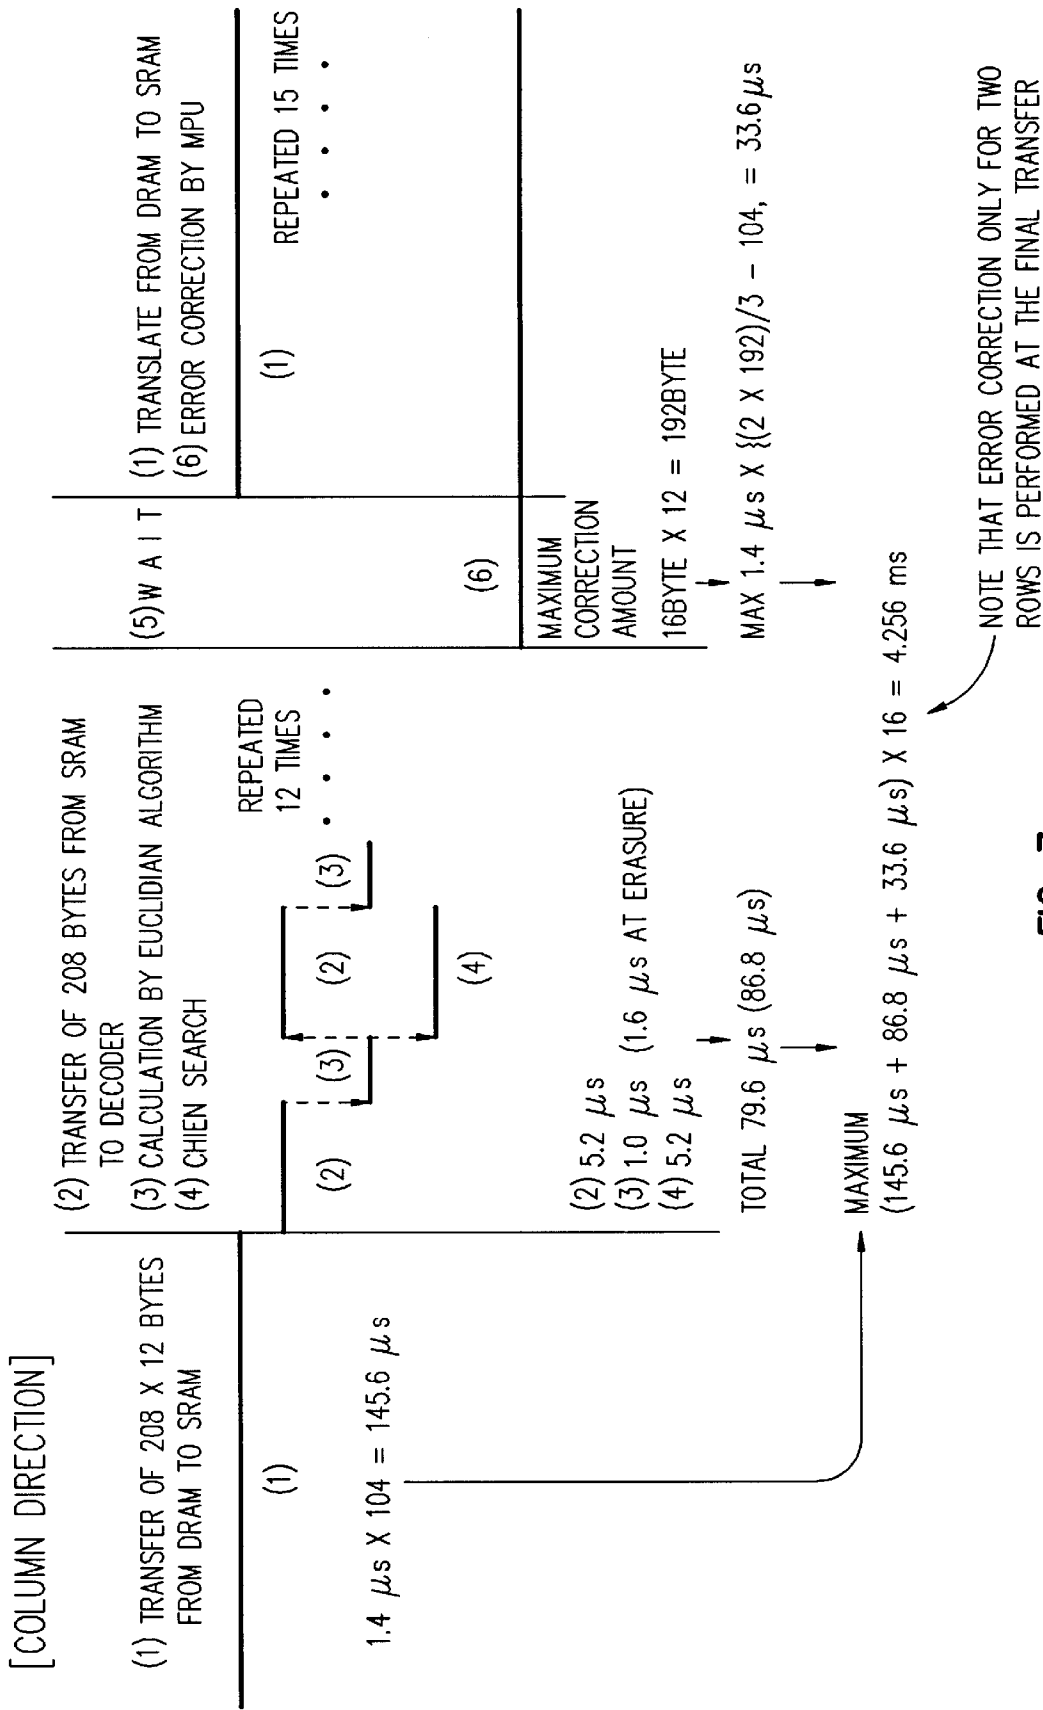 [COLUMN DIRECTION]
(1) TRANSFER OF 208 X 12 BYTES
FROM DRAM TO SRAM
(1)
1.4 μs X 104 = 145.6 μs
(2) TRANSFER OF 208 BYTES FROM SRAM
TO DECODER
(3) CALCULATION BY EUCLIDIAN ALGORITHM
(4) CHIEN SEARCH
REPEATED
12 TIMES
(2)
(3)
(2)
(3)
(4)
(2) 5.2 μs
(3) 1.0 μs (1.6 μs AT ERASURE)
(4) 5.2 μs
TOTAL 79.6 μs (86.8 μs)
(5) W A I T
(6)
MAXIMUM
CORRECTION
AMOUNT
16BYTE X 12 = 192BYTE
MAX 1.4 μs X {(2 X 192)/3 - 104, = 33.6 μs
(1) TRANSLATE FROM DRAM TO SRAM
(6) ERROR CORRECTION BY MPU
(1)
REPEATED 15 TIMES
MAXIMUM
(145.6 μs + 86.8 μs + 33.6 μs) X 16 = 4.256 ms
NOTE THAT ERROR CORRECTION ONLY FOR TWO
ROWS IS PERFORMED AT THE FINAL TRANSFER